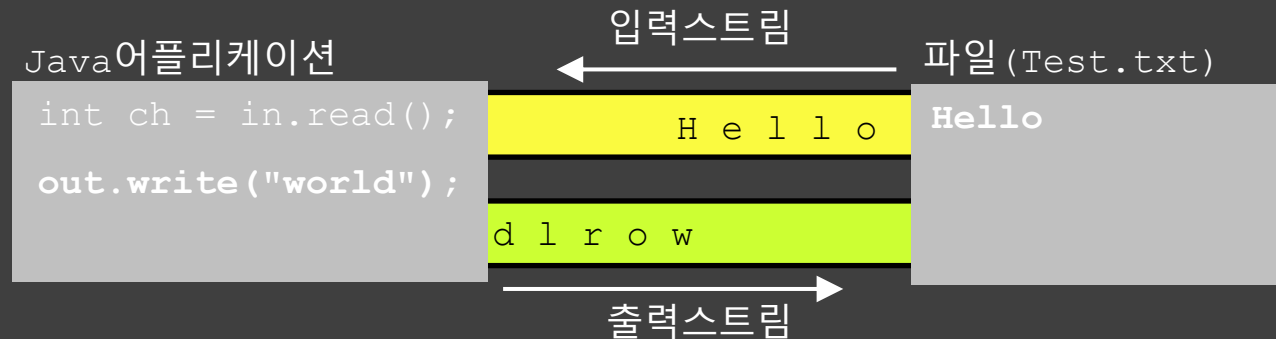 입력스트림
Java어플리케이션
파일(Test.txt)
int ch = in.read();
H e l l o
Hello
out.write("world");
d l r o w
출력스트림